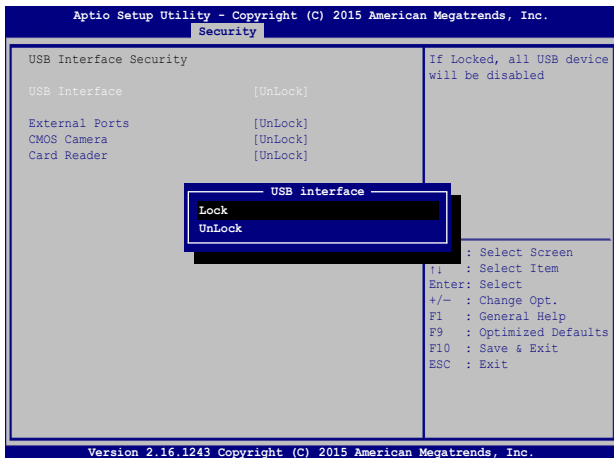 Aptio Setup Utility - Copyright (C) 2015 American Megatrends, Inc.
Security
USB Interface Security
USB Interface [UnLock]
External Ports [UnLock]
CMOS Camera [UnLock]
Card Reader [UnLock]
If Locked, all USB device
will be disabled
USB interface
Lock
UnLock
: Select Screen
↑↓ : Select Item
Enter: Select
+/— : Change Opt.
F1 : General Help
F9 : Optimized Defaults
F10 : Save & Exit
ESC : Exit
Version 2.16.1243 Copyright (C) 2015 American Megatrends, Inc.